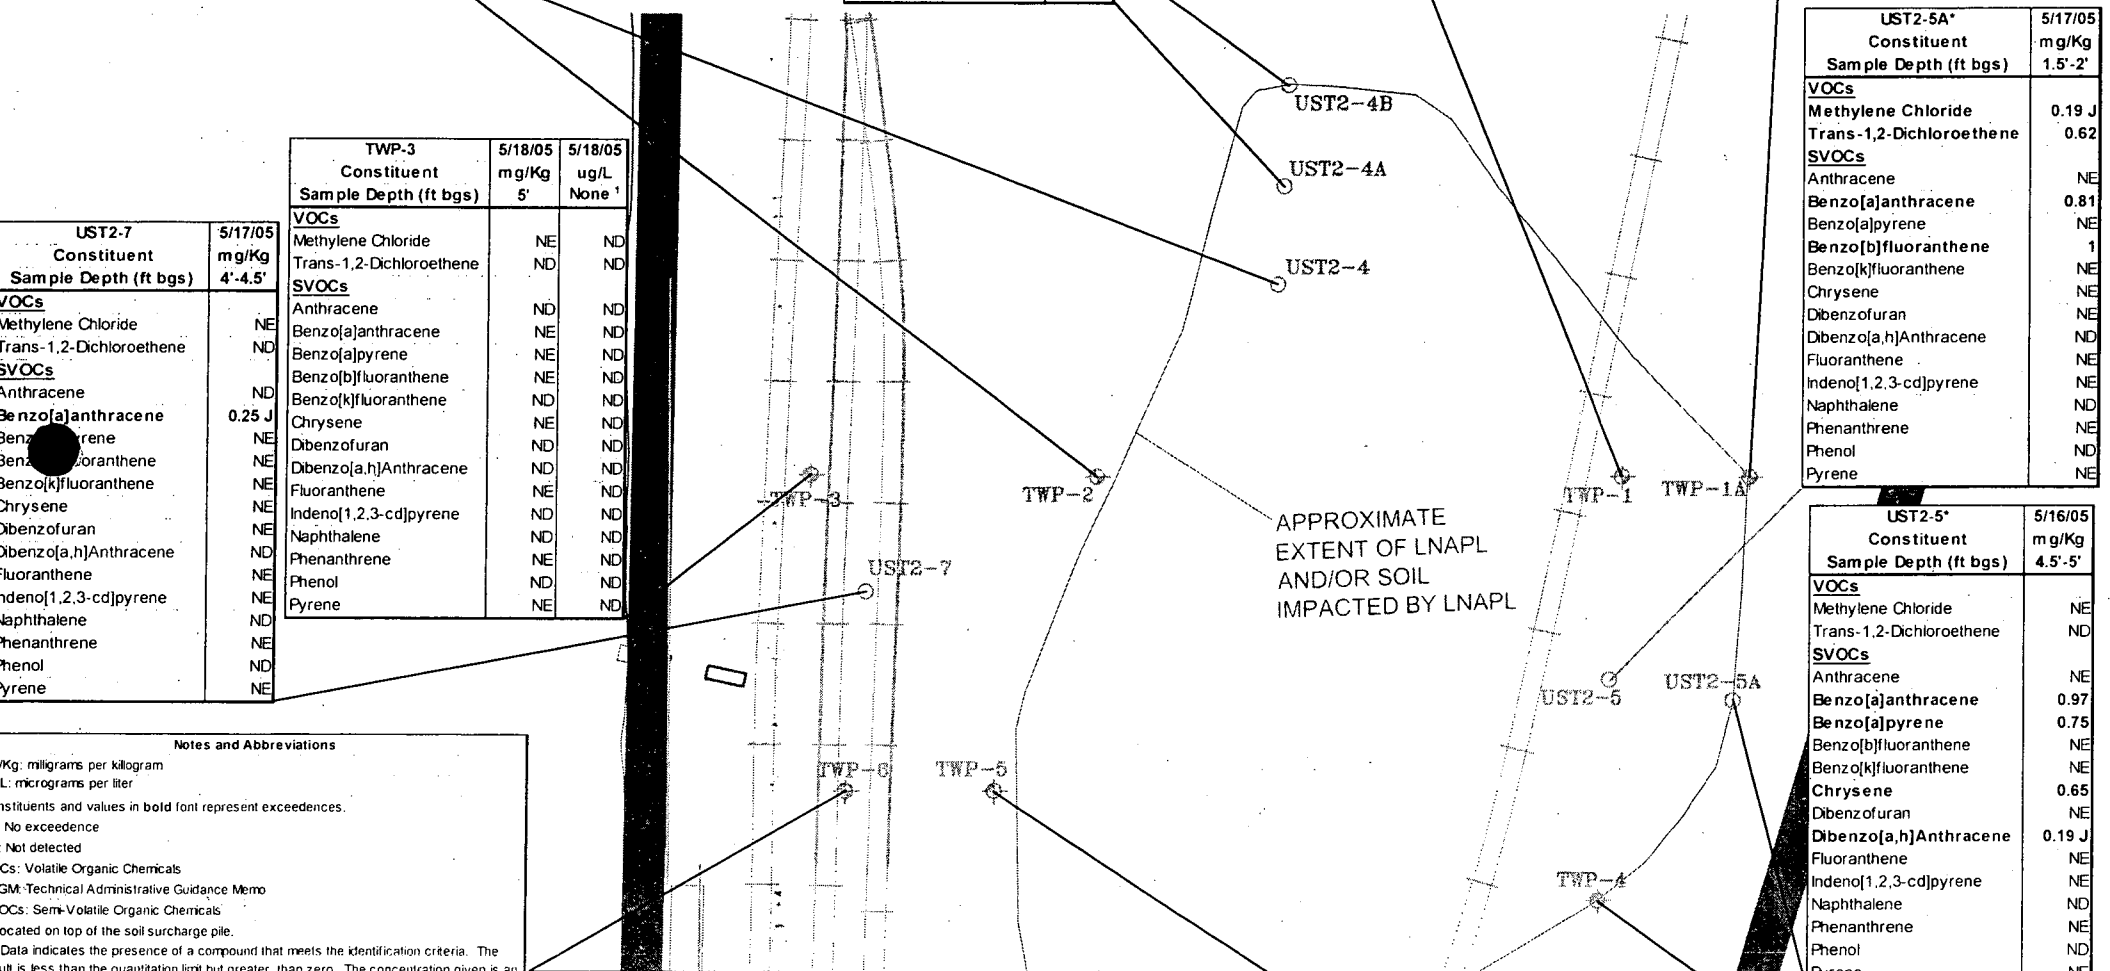 UST2-7 5/17/05
Constituent mg/Kg
Sample Depth (ft bgs) 4'-4.5'
VOCs
Methylene Chloride NE
Trans-1,2-Dichloroethene ND
SVOCs
Anthracene ND
Benzo[a]anthracene 0.25 J
NE
NE
Benzo[k]fluoranthene NE
Chrysene NE
Dibenzofuran NE
Dibenzo[a,h]Anthracene ND
Fluoranthene NE
Indeno[1,2,3-cd]pyrene NE
Naphthalene ND
Phenanthrene NE
Phenol ND
Pyrene NE
TWP-3 5/18/05 5/18/05
Constituent mg/Kg ug/L
Sample Depth (ft bgs) 5' None ¹
VOCs
Methylene Chloride NE ND
Trans-1,2-Dichloroethene ND ND
SVOCs
Anthracene ND ND
Benzo[a]anthracene NE ND
Benzo[a]pyrene NE ND
Benzo[b]fluoranthene NE ND
Benzo[k]fluoranthene ND ND
Chrysene NE ND
Dibenzofuran ND ND
Dibenzo[a,h]Anthracene ND ND
Fluoranthene NE ND
Indeno[1,2,3-cd]pyrene ND ND
Naphthalene ND ND
Phenanthrene NE ND
Phenol ND ND
Pyrene NE ND
Notes and Abbreviations
/Kg: milligrams per killogram
L: micrograms per liter
nstituents and values in bold font represent exceedences.
No exceedence
: Not detected
Cs: Volatile Organic Chemicals
GM: Technical Administrative Guidance Memo
OCs: Semi-Volatile Organic Chemicals
ocated on top of the soil surcharge pile.
Data indicates the presence of a compound that meets the identification criteria. The
ult is less than the quantitation limit but greater than zero. The concentration given is an
UST2-4B
UST2-4A
UST2-4
TWP-3
TWP-2
TWP-1
TWP-1A
APPROXIMATE
EXTENT OF LNAPL
AND/OR SOIL
IMPACTED BY LNAPL
UST2-7
UST2-5
UST2-5A
TWP-6
TWP-5
TWP-4
UST2-5A* 5/17/05
Constituent mg/Kg
Sample Depth (ft bgs) 1.5'-2'
VOCs
Methylene Chloride 0.19 J
Trans-1,2-Dichloroethene 0.62
SVOCs
Anthracene NE
Benzo[a]anthracene 0.81
Benzo[a]pyrene NE
Benzo[b]fluoranthene 1
Benzo[k]fluoranthene NE
Chrysene NE
Dibenzofuran NE
Dibenzo[a,h]Anthracene ND
Fluoranthene NE
Indeno[1,2,3-cd]pyrene NE
Naphthalene ND
Phenanthrene NE
Phenol ND
Pyrene NE
UST2-5* 5/16/05
Constituent mg/Kg
Sample Depth (ft bgs) 4.5'-5'
VOCs
Methylene Chloride NE
Trans-1,2-Dichloroethene ND
SVOCs
Anthracene NE
Benzo[a]anthracene 0.97
Benzo[a]pyrene 0.75
Benzo[b]fluoranthene NE
Benzo[k]fluoranthene NE
Chrysene 0.65
Dibenzofuran NE
Dibenzo[a,h]Anthracene 0.19 J
Fluoranthene NE
Indeno[1,2,3-cd]pyrene NE
Naphthalene ND
Phenanthrene NE
Phenol ND
Pyrene NE